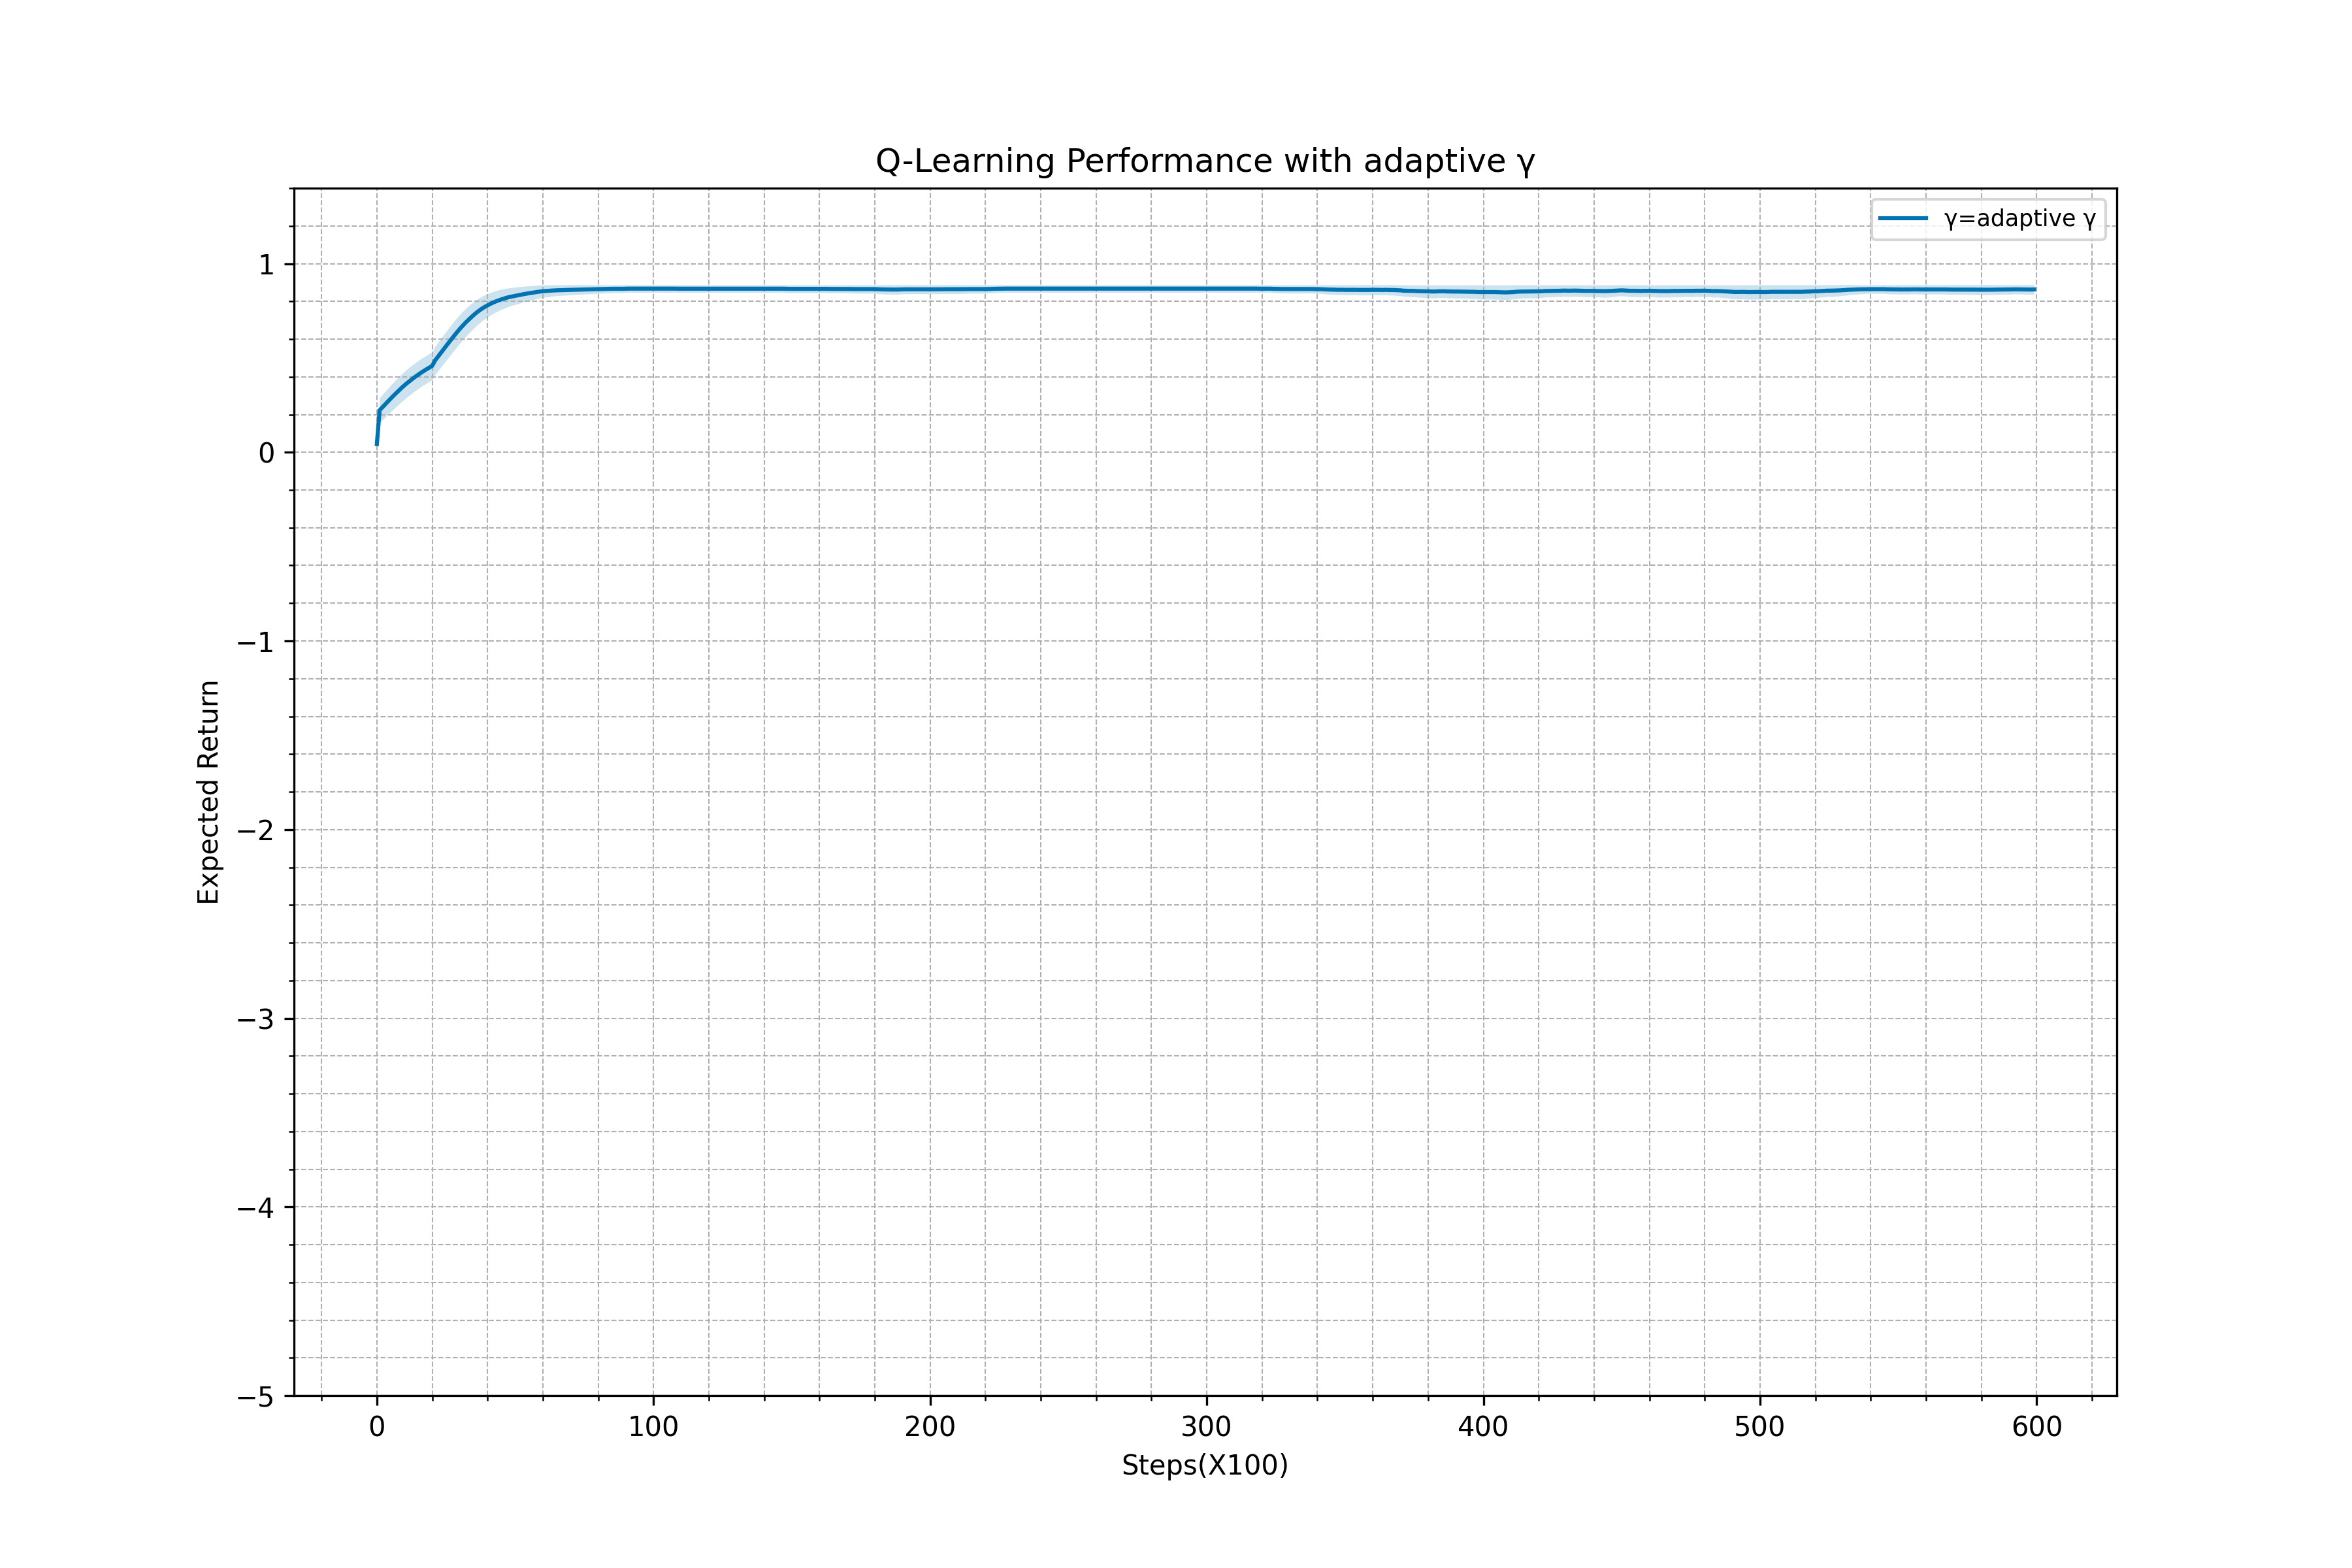 Q-Learning Performance with adaptive γ
γ=adaptive γ
1
0
−1
−2
−3
−4
−5
Expected Return
0 100 200 300 400 500 600
Steps(X100)